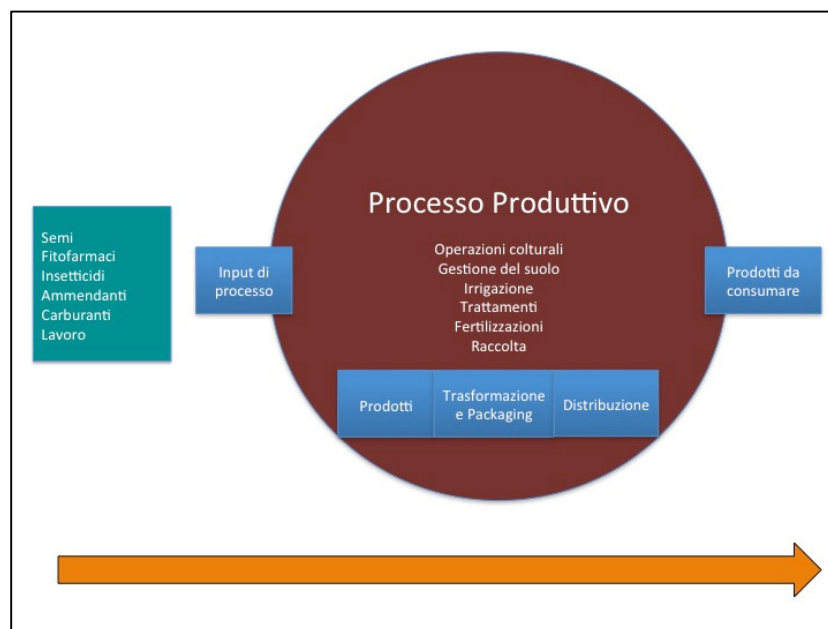 Processo Produttivo
Semi
Fitofarmaci
Insetticidi
Ammendanti
Carburanti
Lavoro
Input di
processo
Operazioni colturali
Gestione del suolo
Irrigazione
Trattamenti
Fertilizzazioni
Raccolta
Prodotti da
consumare
Prodotti
Trasformazione
e Packaging
Distribuzione